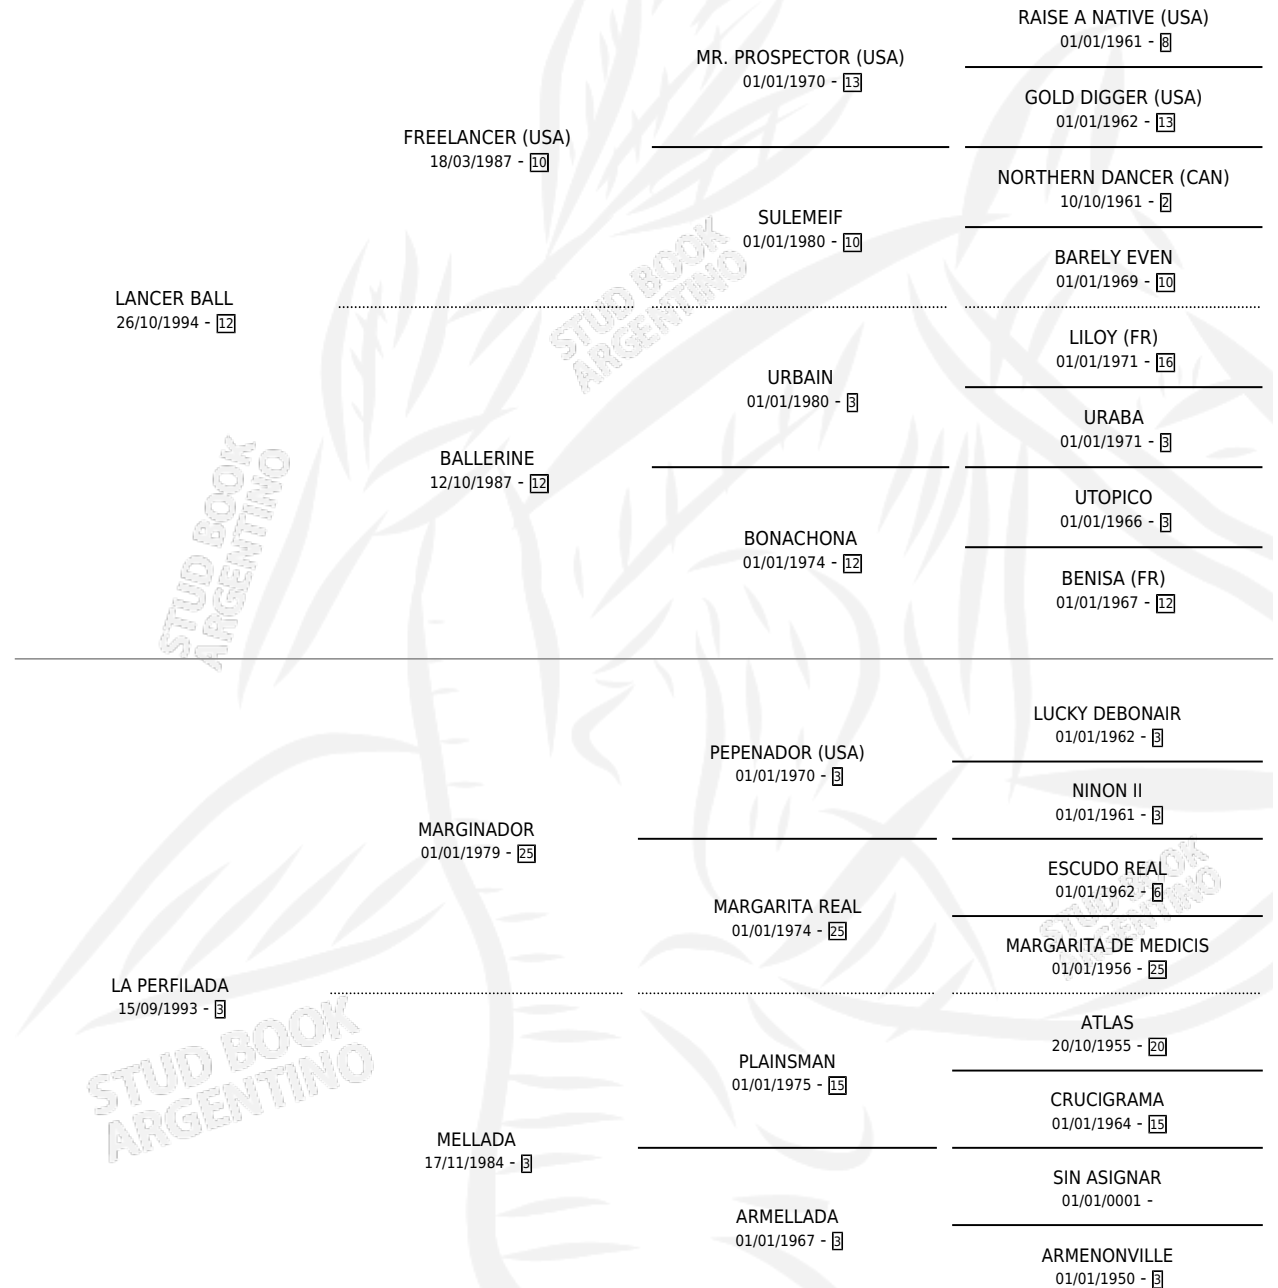 RAISE A NATIVE (USA)
01/01/1961 - 8
MR. PROSPECTOR (USA)
01/01/1970 - 13
GOLD DIGGER (USA)
01/01/1962 - 13
FREELANCER (USA)
18/03/1987 - 10
NORTHERN DANCER (CAN)
10/10/1961 - 2
SULEMEIF
01/01/1980 - 10
BARELY EVEN
01/01/1969 - 10
LANCER BALL
26/10/1994 - 12
LILOY (FR)
01/01/1971 - 16
URBAIN
01/01/1980 - 3
URABA
01/01/1971 - 3
BALLERINE
12/10/1987 - 12
UTOPICO
01/01/1966 - 3
BONACHONA
01/01/1974 - 12
BENISA (FR)
01/01/1967 - 12
LUCKY DEBONAIR
01/01/1962 - 3
PEPENADOR (USA)
01/01/1970 - 3
NINON II
01/01/1961 - 3
MARGINADOR
01/01/1979 - 25
ESCUDO REAL
01/01/1962 - 6
MARGARITA REAL
01/01/1974 - 25
MARGARITA DE MEDICIS
01/01/1956 - 25
LA PERFILADA
15/09/1993 - 3
ATLAS
20/10/1955 - 20
PLAINSMAN
01/01/1975 - 15
CRUCIGRAMA
01/01/1964 - 15
MELLADA
17/11/1984 - 3
SIN ASIGNAR
01/01/0001 -
ARMELLADA
01/01/1967 - 3
ARMENONVILLE
01/01/1950 - 3
STUD BOOK
ARGENTINO
STUD BOOK
ARGENTINO
STUD BOOK
ARGENTINO
STUD BOOK
ARGENTINO